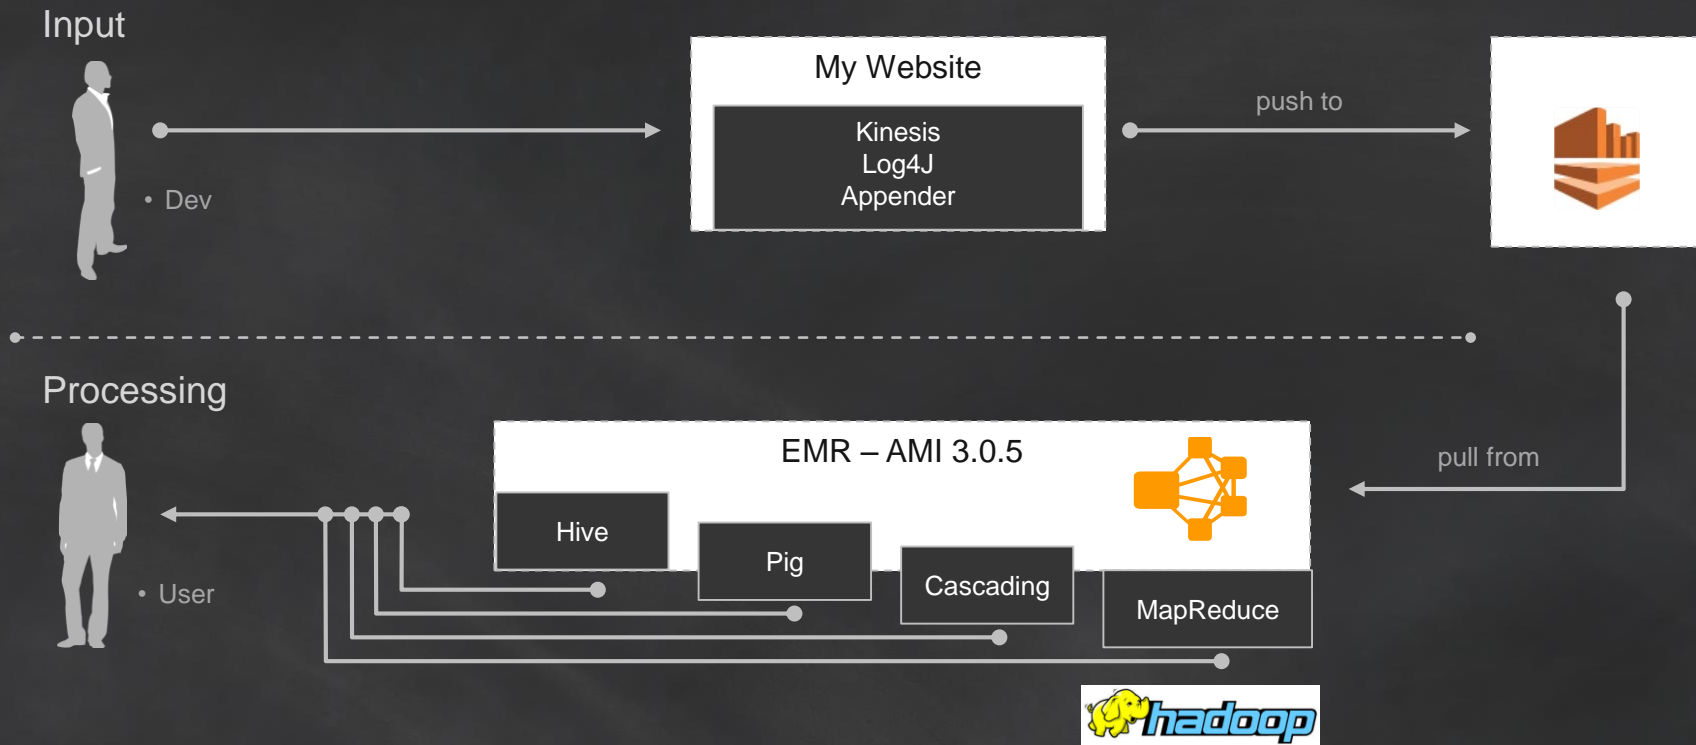 Input
My Website
Kinesis
Log4J
Appender
push to
• Dev
Processing
EMR – AMI 3.0.5
pull from
Hive
Pig
Cascading
MapReduce
• User
hadoop